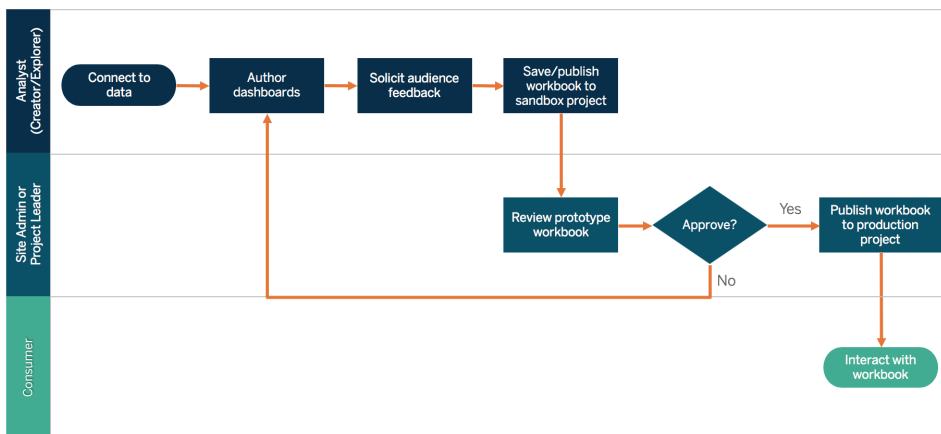 Analyst
(Creator/Explorer)
Connect to
data
Author
dashboards
Solicit audience
feedback
Save/publish
workbook to
sandbox project
Site Admin or
Project Leader
Review prototype
workbook
Approve?
Yes
No
Publish workbook
to production
project
Consumer
Interact with
workbook